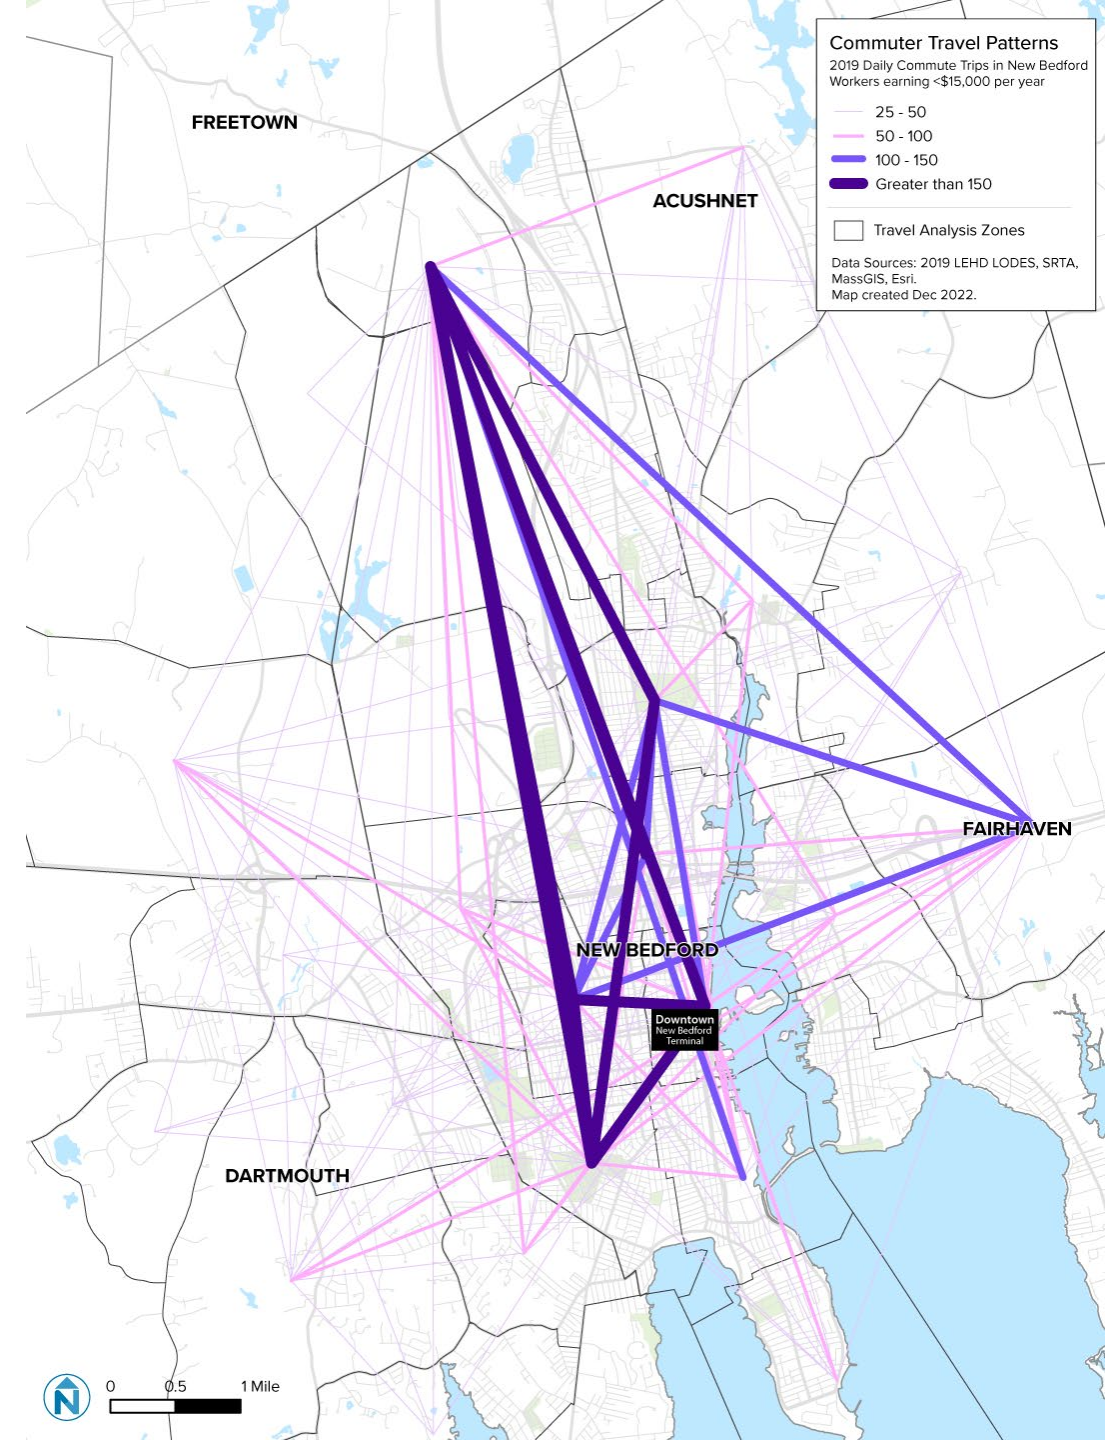 Commuter Travel Patterns
2019 Daily Commute Trips in New Bedford
Workers earning <$15,000 per year
25 - 50
50 - 100
100 - 150
Greater than 150
Travel Analysis Zones
Data Sources: 2019 LEHD LODES, SRTA,
MassGIS, Esri.
Map created Dec 2022.
FREETOWN
ACUSHNET
FAIRHAVEN
NEW BEDFORD
Downtown
New Bedford
Terminal
DARTMOUTH
N
0 0.5 1 Mile